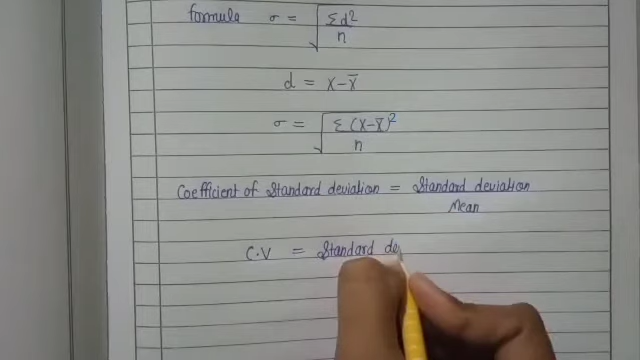 formula σ = √Σd²/n
d = x-x̄
σ = √Σ(x-x̄)²/n
Coefficient of Standard deviation = Standard deviation/Mean
C.V = Standard de